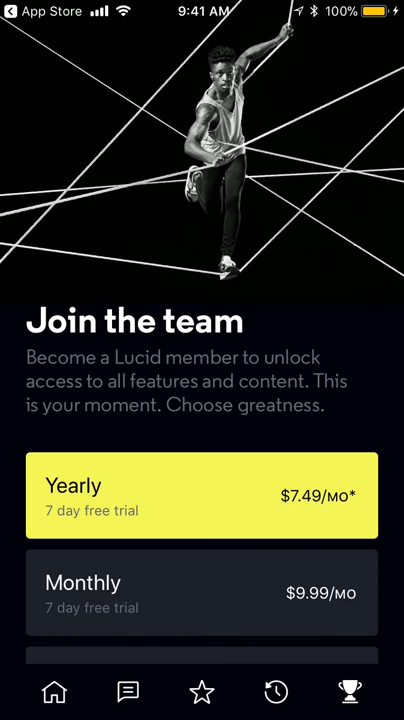 App Store
9:41 AM
100%
Join the team
Become a Lucid member to unlock
access to all features and content. This
is your moment. Choose greatness.
Yearly
7 day free trial
$7.49/MO*
Monthly
7 day free trial
$9.99/MO